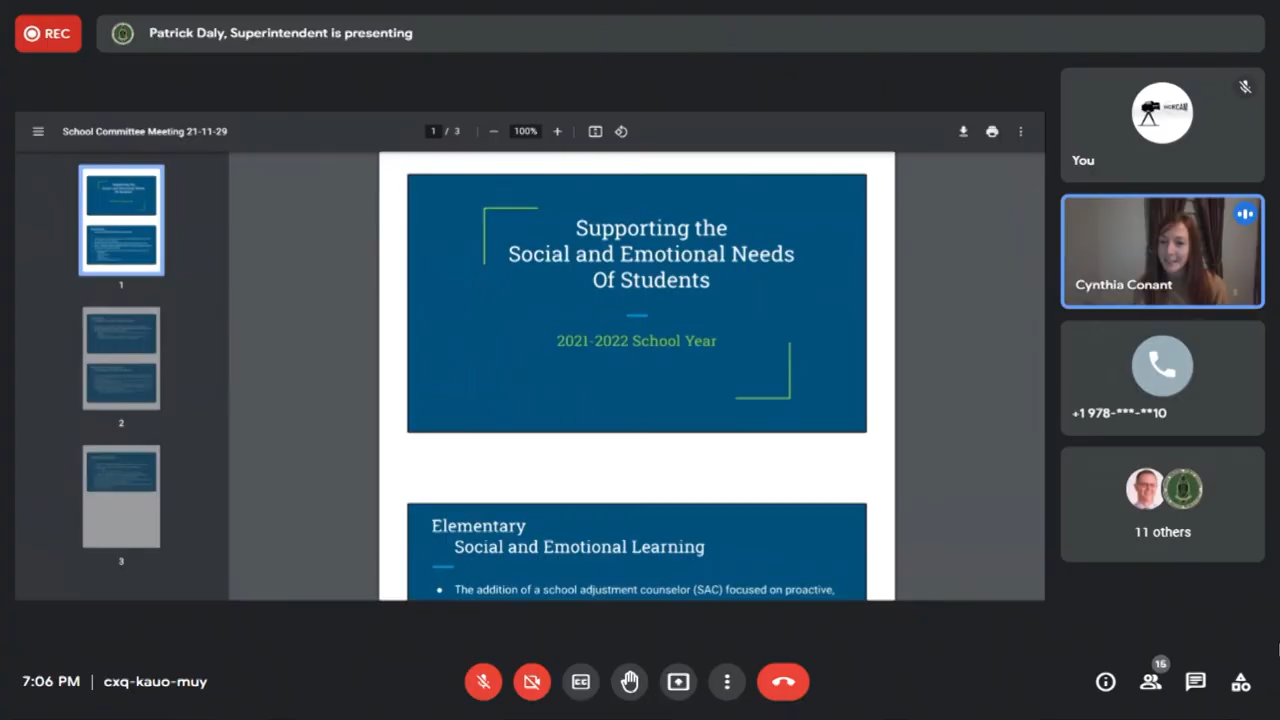 REC
Patrick Daly, Superintendent is presenting
School Committee Meeting 21-11-29
1 / 3
100%
You
Cynthia Conant
+1 978-***-**10
11 others
1
2
3
Supporting the
Social and Emotional Needs
Of Students
2021-2022 School Year
Elementary
Social and Emotional Learning
● The addition of a school adjustment counselor (SAC) focused on proactive,
7:06 PM | cxq-kauo-muy
CC
15